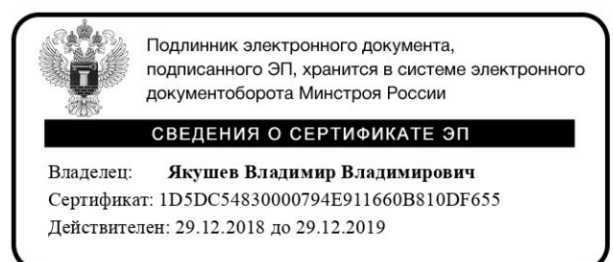 Подлинник электронного документа,
подписанного ЭП, хранится в системе электронного
документоборота Минстроя России
СВЕДЕНИЯ О СЕРТИФИКАТЕ ЭП
Владелец: Якушев Владимир Владимирович
Сертификат: 1D5DC54830000794E911660B810DF655
Действителен: 29.12.2018 до 29.12.2019